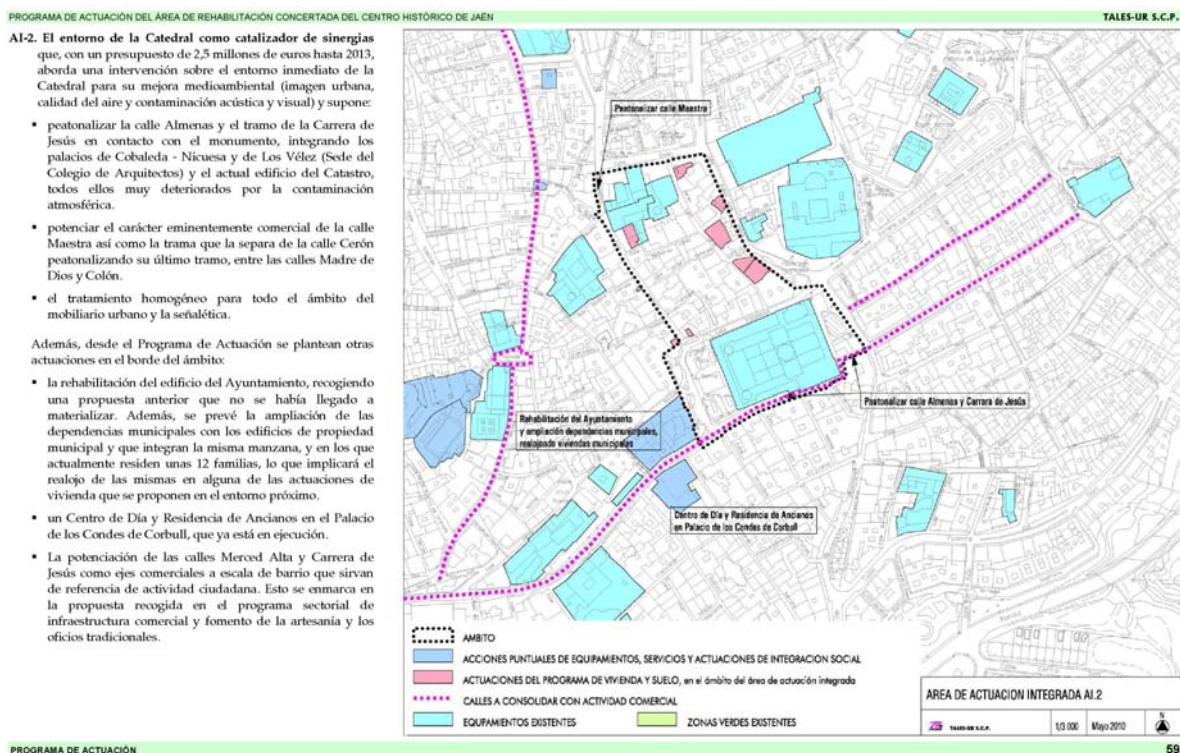 PROGRAMA DE ACTUACIÓN DEL ÁREA DE REHABILITACIÓN CONCERTADA DEL CENTRO HISTÓRICO DE JAÉN
TALES-UR S.C.P.
AI-2. El entorno de la Catedral como catalizador de sinergias
que, con un presupuesto de 2,5 millones de euros hasta 2013,
aborda una intervención sobre el entorno inmediato de la
Catedral para su mejora medioambiental (imagen urbana,
calidad del aire y contaminación acústica y visual) y supone:
▪ peatonalizar la calle Almenas y el tramo de la Carrera de
Jesús en contacto con el monumento, integrando los
palacios de Cobaleda - Nicuesa y de Los Vélez (Sede del
Colegio de Arquitectos) y el actual edificio del Catastro,
todos ellos muy deteriorados por la contaminación
atmosférica.
▪ potenciar el carácter eminentemente comercial de la calle
Maestra así como la trama que la separa de la calle Cerón
peatonalizando su último tramo, entre las calles Madre de
Dios y Colón.
▪ el tratamiento homogéneo para todo el ámbito del
mobiliario urbano y la señalética.
Además, desde el Programa de Actuación se plantean otras
actuaciones en el borde del ámbito:
▪ la rehabilitación del edificio del Ayuntamiento, recogiendo
una propuesta anterior que no se había llegado a
materializar. Además, se prevé la ampliación de las
dependencias municipales con los edificios de propiedad
municipal y que integran la misma manzana, y en los que
actualmente residen unas 12 familias, lo que implicará el
realojo de las mismas en alguna de las actuaciones de
vivienda que se proponen en el entorno próximo.
▪ un Centro de Día y Residencia de Ancianos en el Palacio
de los Condes de Corbull, que ya está en ejecución.
▪ La potenciación de las calles Merced Alta y Carrera de
Jesús como ejes comerciales a escala de barrio que sirvan
de referencia de actividad ciudadana. Esto se enmarca en
la propuesta recogida en el programa sectorial de
infraestructura comercial y fomento de la artesanía y los
oficios tradicionales.
Peatonalizar calle Maestra
Peatonalizar calle Almenas y Carrera de Jesús
Rehabilitación del Ayuntamiento
y ampliación dependencias municipales,
realojando viviendas municipales
Centro de Día y Residencia de Ancianos
en Palacio de los Condes de Corbull
AMBITO
ACCIONES PUNTUALES DE EQUIPAMIENTOS, SERVICIOS Y ACTUACIONES DE INTEGRACION SOCIAL
ACTUACIONES DEL PROGRAMA DE VIVIENDA Y SUELO, en el ámbito del área de actuación integrada
CALLES A CONSOLIDAR CON ACTIVIDAD COMERCIAL
EQUIPAMIENTOS EXISTENTES
ZONAS VERDES EXISTENTES
AREA DE ACTUACION INTEGRADA AI.2
TALES-UR S.C.P.
1/3 000
Mayo 2010
N
PROGRAMA DE ACTUACIÓN
59